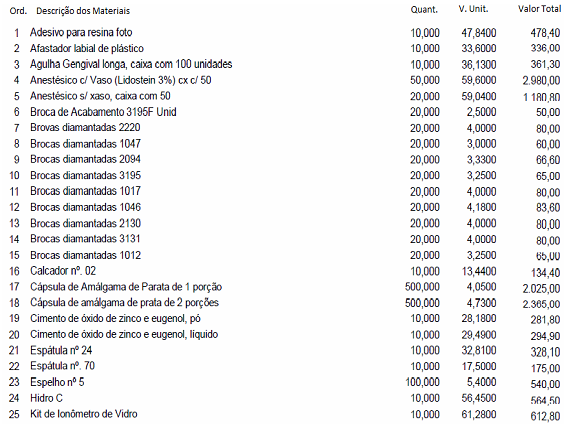 Ord. Descrição dos Materiais Quant. V. Unit. Valor Total
1 Adesivo para resina foto 10,000 47,8400 478,40
2 Afastador labial de plástico 10,000 33,6000 336,00
3 Agulha Gengival longa, caixa com 100 unidades 10,000 36,1300 361,30
4 Anestésico c/ Vaso (Lidostein 3%) cx c/ 50 50,000 59,6000 2.980,00
5 Anestésico s/ xaso, caixa com 50 20,000 59,0400 1 180,80
6 Broca de Acabamento 3195F Unid 20,000 2,5000 50,00
7 Brovas diamantadas 2220 20,000 4,0000 80,00
8 Brocas diamantadas 1047 20,000 3,0000 60,00
9 Brocas diamantadas 2094 20,000 3,3300 66,60
10 Brocas diamantadas 3195 20,000 3,2500 65,00
11 Brocas diamantadas 1017 20,000 4,0000 80,00
12 Brocas diamantadas 1046 20,000 4,1800 83,60
13 Brocas diamantadas 2130 20,000 4,0000 80,00
14 Brocas diamantadas 3131 20,000 4,0000 80,00
15 Brocas diamantadas 1012 20,000 3,2500 65,00
16 Calcador nº. 02 10,000 13,4400 134,40
17 Cápsula de Amálgama de Parata de 1 porção 500,000 4,0500 2.025,00
18 Cápsula de amálgama de prata de 2 porções 500,000 4,7300 2.365,00
19 Cimento de óxido de zinco e eugenol, pó 10,000 28,1800 281,80
20 Cimento de óxido de zinco e eugenol, líquido 10,000 29,4900 294,90
21 Espátula nº 24 10,000 32,8100 328,10
22 Espátula nº. 70 10,000 17,5000 175,00
23 Espelho nº 5 100,000 5,4000 540,00
24 Hidro C 10,000 56,4500 564,50
25 Kit de Ionômetro de Vidro 10,000 61,2800 612,80